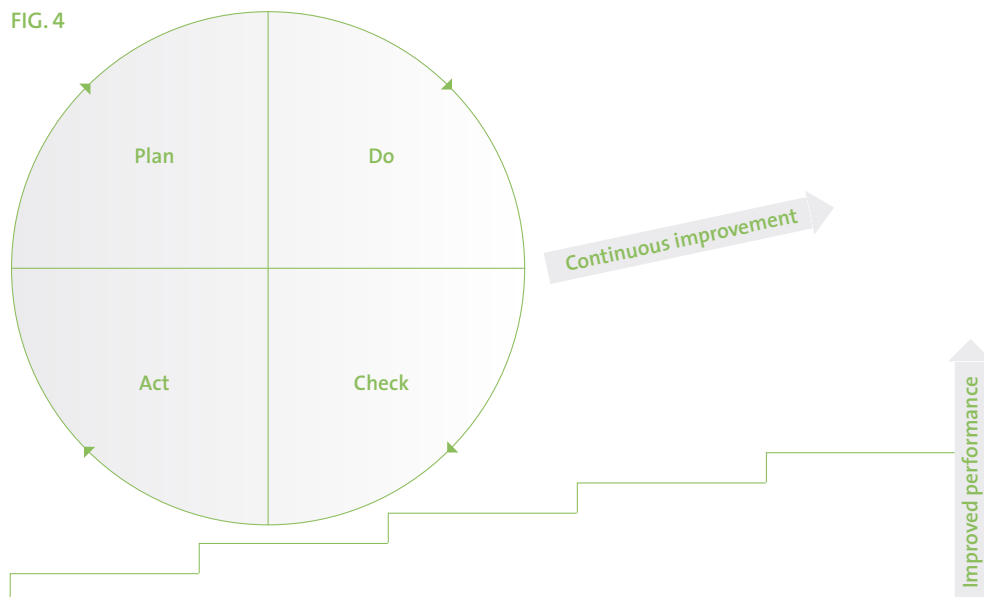 FIG. 4
Plan
Do
Continuous improvement
Act
Check
Improved performance